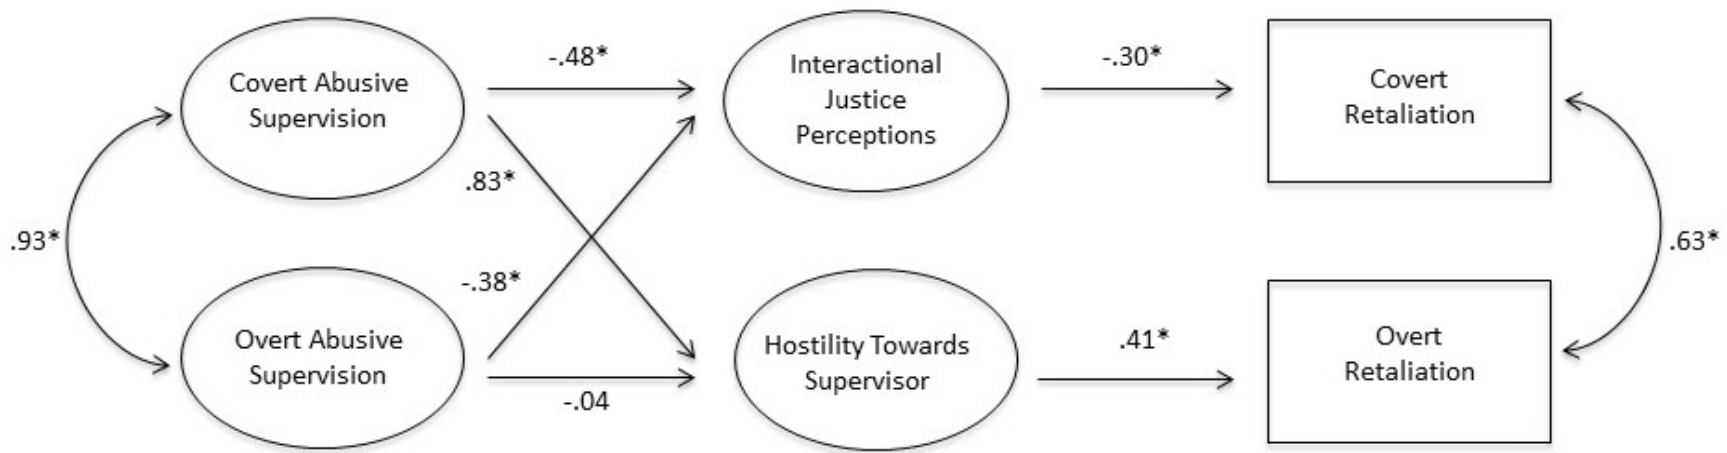 Covert Abusive
Supervision
-.48*
Interactional
Justice
Perceptions
-.30*
Covert
Retaliation
.83*
.93*
-.38*
.63*
Overt Abusive
Supervision
-.04
Hostility Towards
Supervisor
.41*
Overt
Retaliation